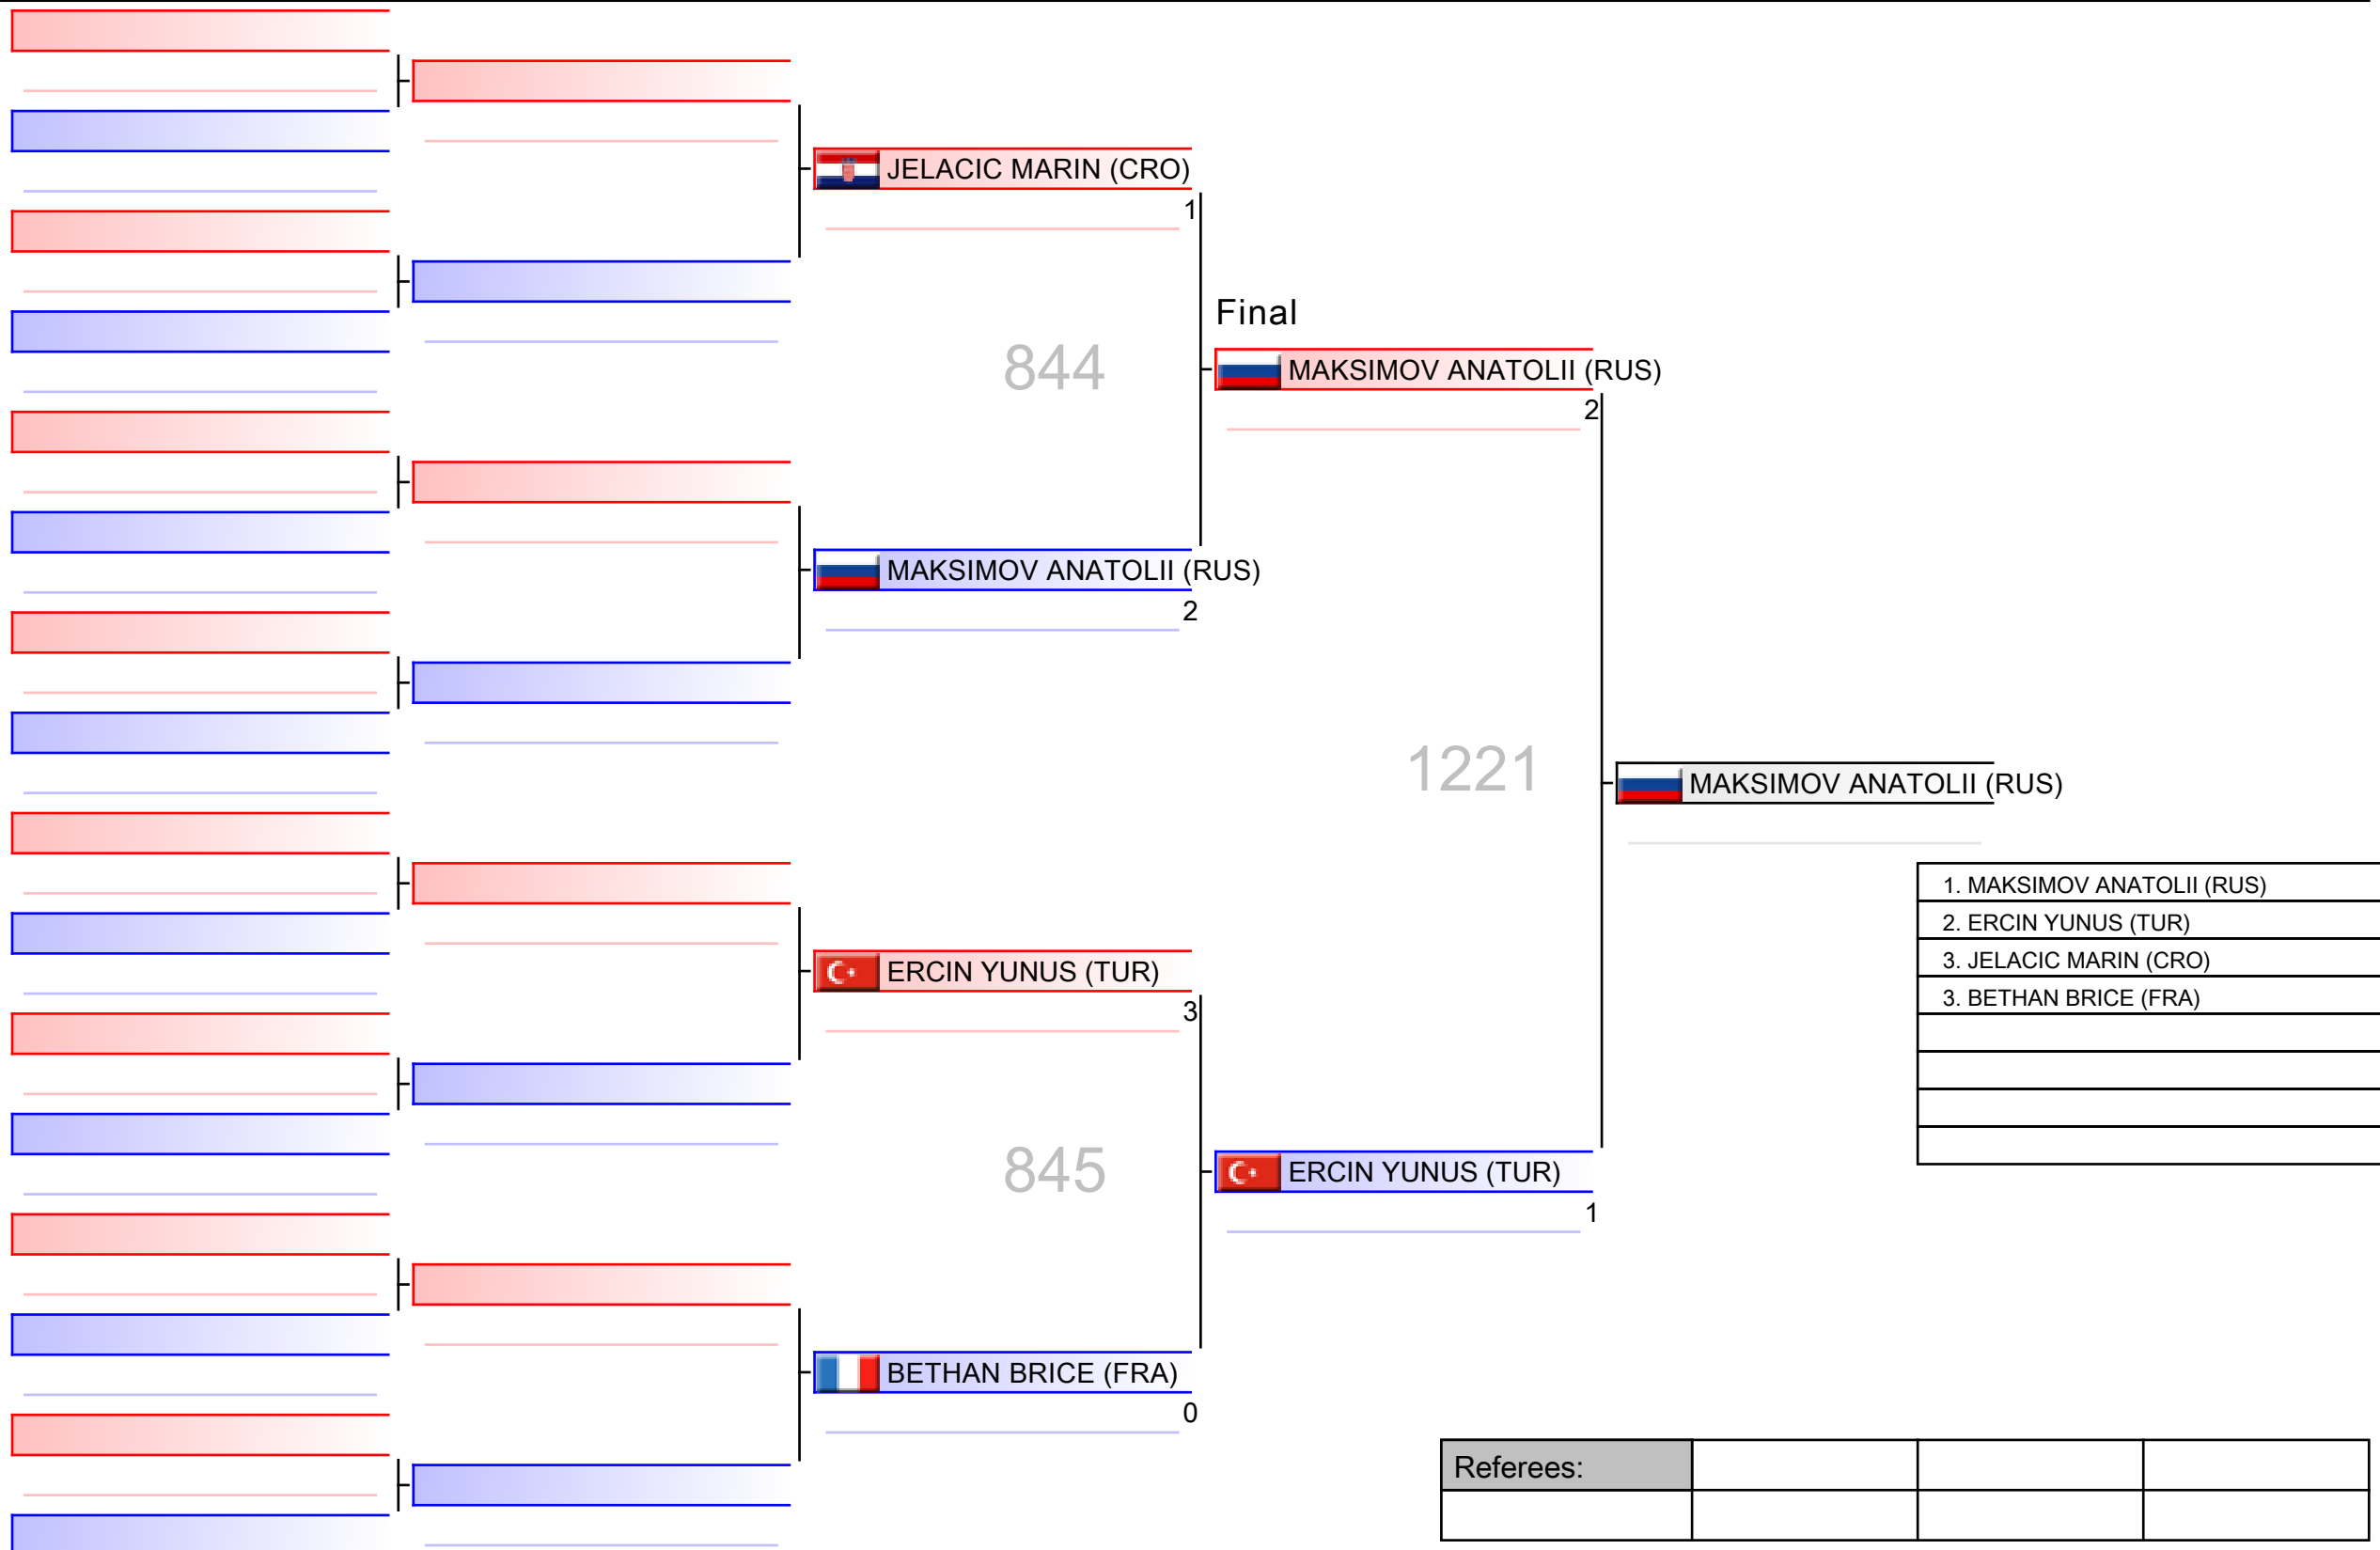 JELACIC MARIN (CRO)
1
844
Final
MAKSIMOV ANATOLII (RUS)
2
MAKSIMOV ANATOLII (RUS)
2
1221
MAKSIMOV ANATOLII (RUS)
1. MAKSIMOV ANATOLII (RUS)
2. ERCIN YUNUS (TUR)
3. JELACIC MARIN (CRO)
3. BETHAN BRICE (FRA)
ERCIN YUNUS (TUR)
3
845
ERCIN YUNUS (TUR)
1
BETHAN BRICE (FRA)
0
Referees: